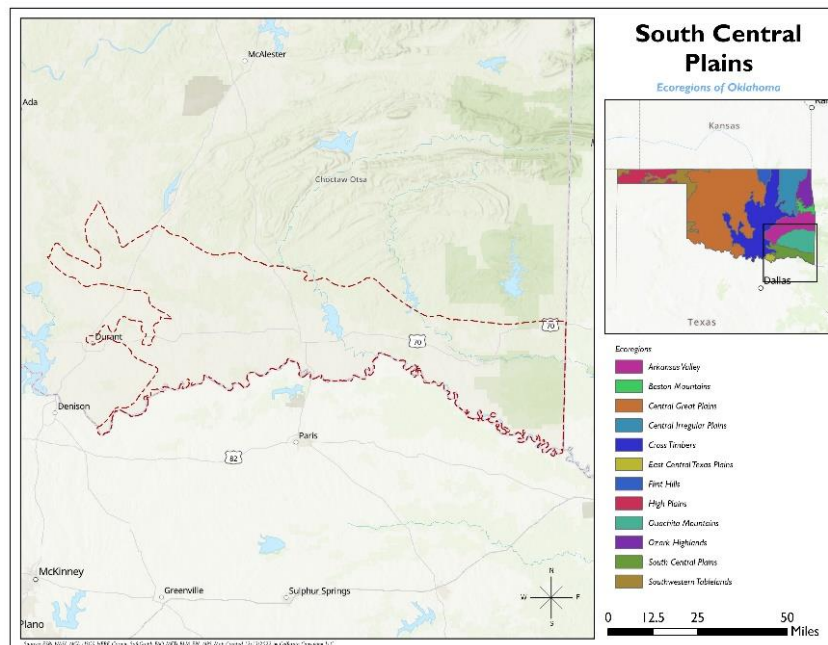 South Central
Plains
Ecoregions of Oklahoma
McAlester
Ada
Choctaw Otsa
Durant
70
70
Denison
Paris
82
McKinney
Greenville
Sulphur Springs
Plano
N
W
S
Kansas
Dallas
Texas
Ecoregions
Arkansas Valley
Boston Mountains
Central Great Plains
Central Irregular Plains
Cross Timbers
East Central Texas Plains
Flint Hills
High Plains
Ouachita Mountains
Ozark Highlands
South Central Plains
Southwestern Tablelands
0 12.5 25 50
Miles